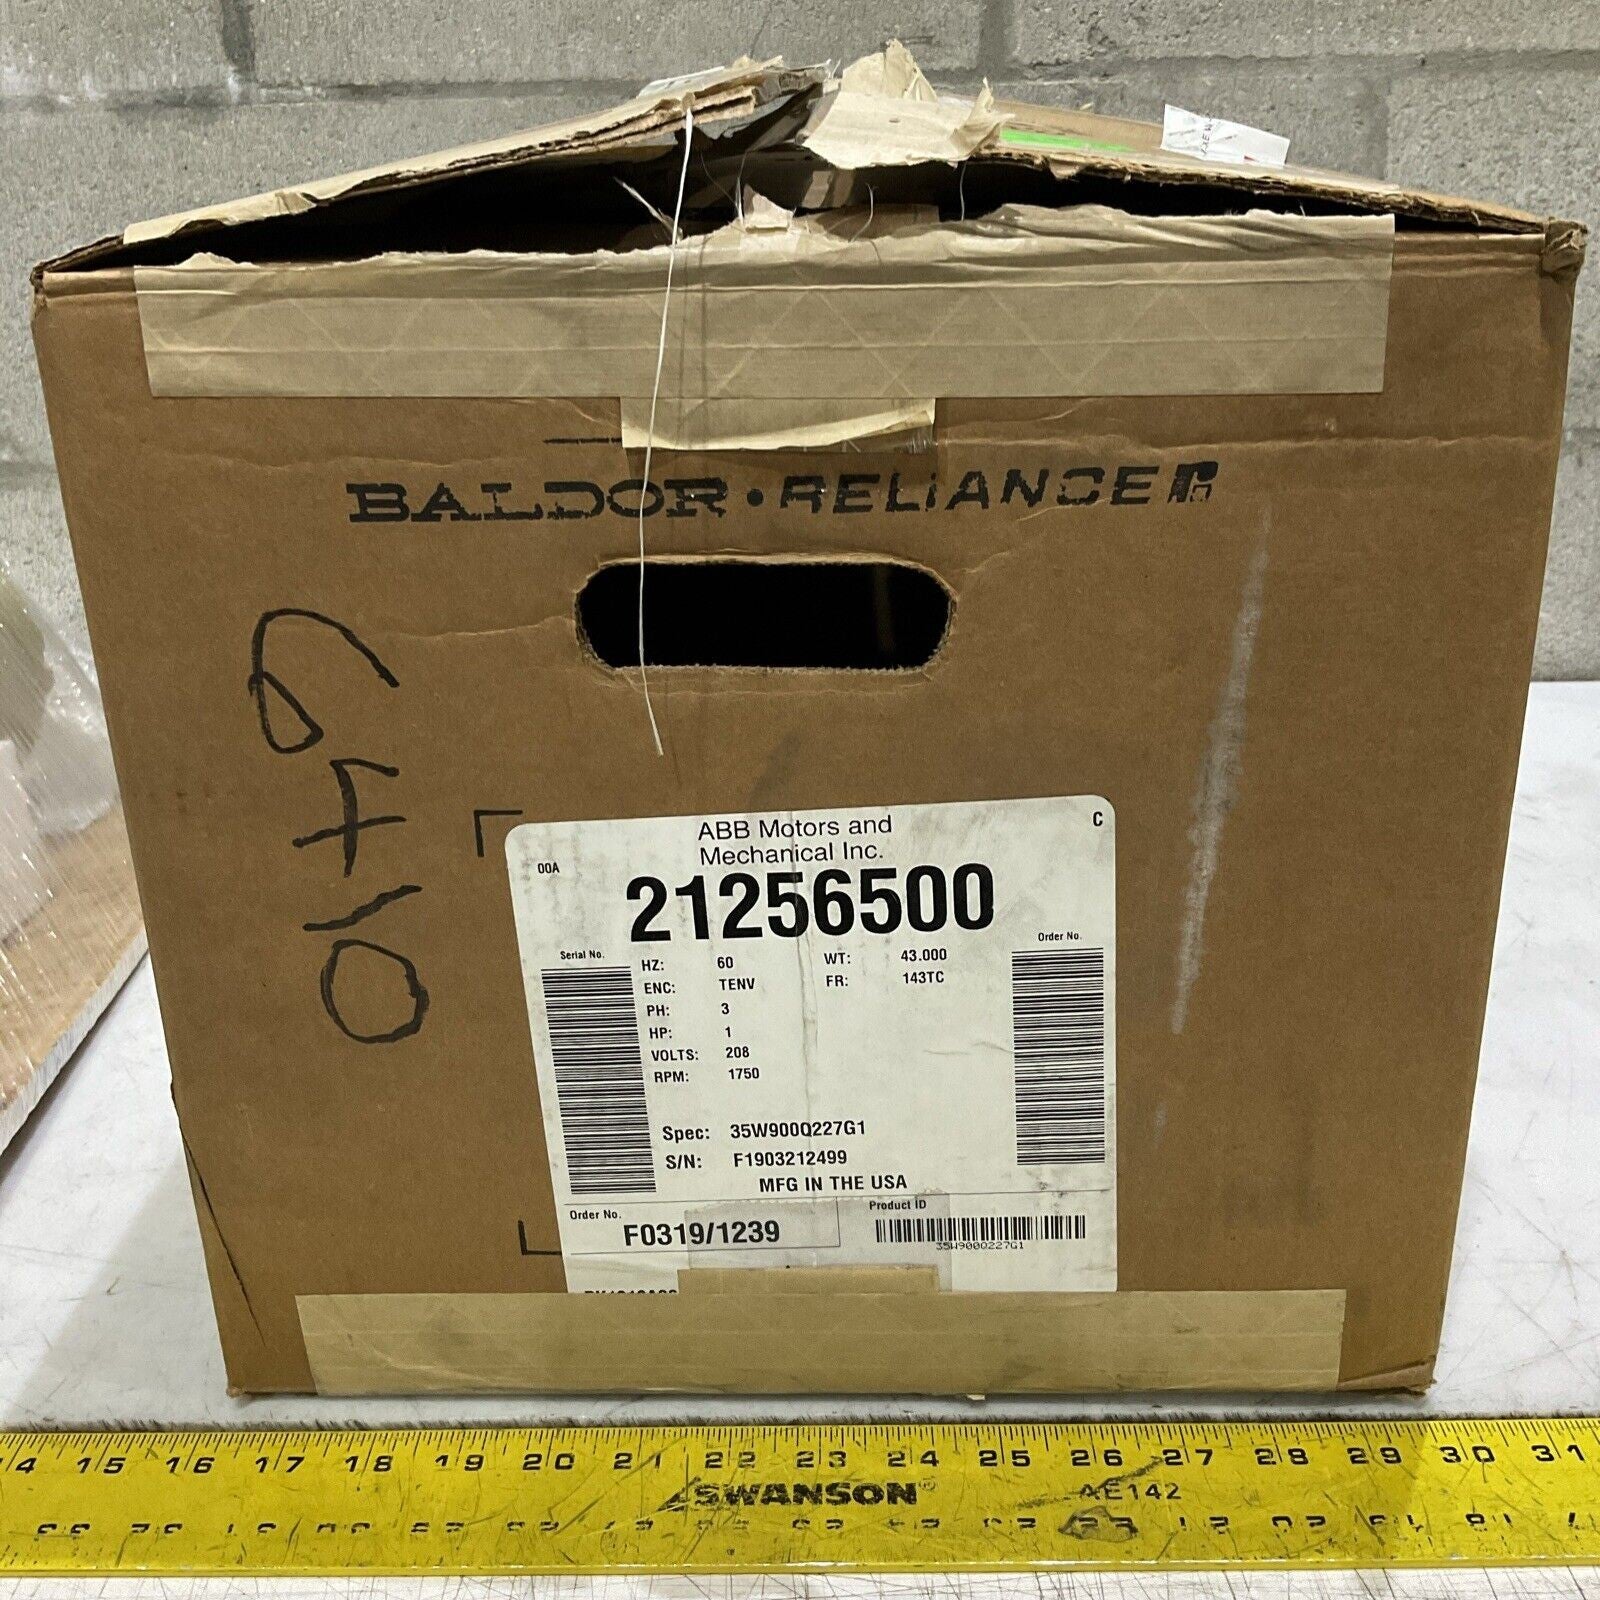 BALDOR • RELIANCE
ABB Motors and
Mechanical Inc.
C
00A
21256500
Serial No.
Order No.
HZ: 60 WT: 43.000
ENC: TENV FR: 143TC
PH: 3
HP: 1
VOLTS: 208
RPM: 1750
Spec: 35W900Q227G1
S/N: F1903212499
MFG IN THE USA
Order No.
F0319/1239
Product ID
35W900Q227G1
14 15 16 17 18 19 20 21 22 23 24 25 26 27 28 29 30 31
SWANSON® AE142